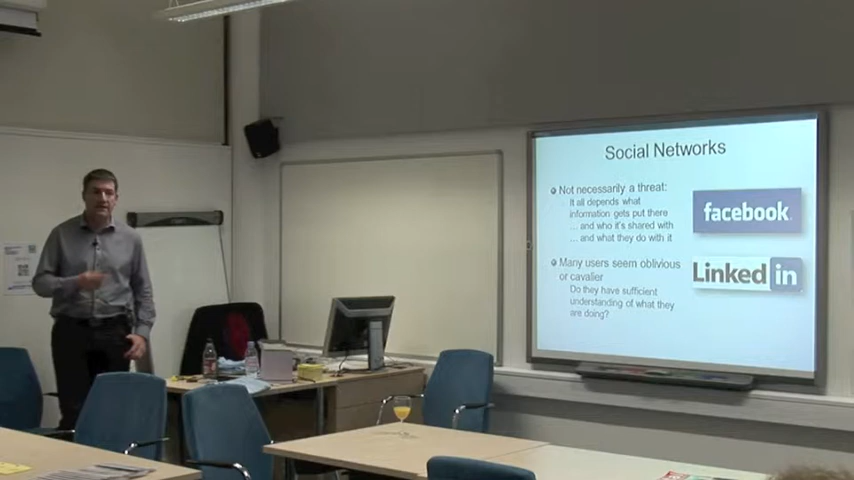 Social Networks
Not necessarily a threat:
It all depends what
information gets put there
... and who it's shared with
... and what they do with it
Many users seem oblivious
or cavalier
Do they have sufficient
understanding of what they
are doing?
facebook
LinkedIn